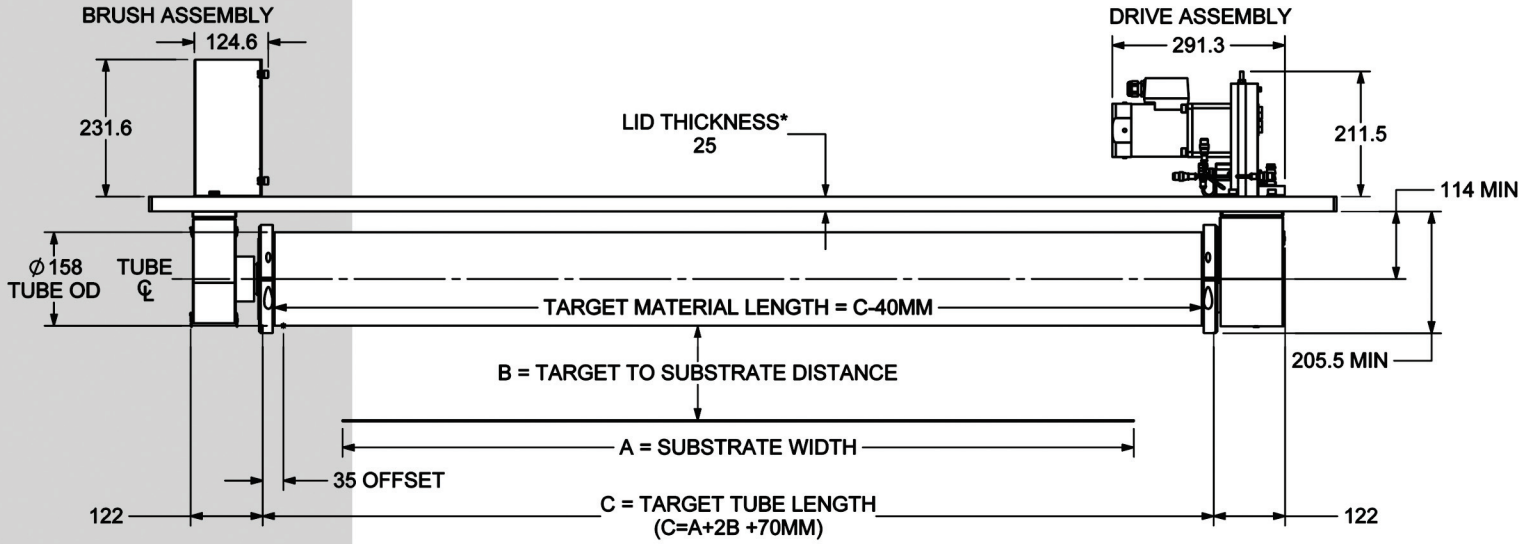 BRUSH ASSEMBLY
124.6
231.6
DRIVE ASSEMBLY
291.3
211.5
LID THICKNESS*
25
114 MIN
Ø 158
TUBE OD
TUBE
℄
TARGET MATERIAL LENGTH = C-40MM
205.5 MIN
B = TARGET TO SUBSTRATE DISTANCE
A = SUBSTRATE WIDTH
35 OFFSET
122
C = TARGET TUBE LENGTH
(C=A+2B +70MM)
122